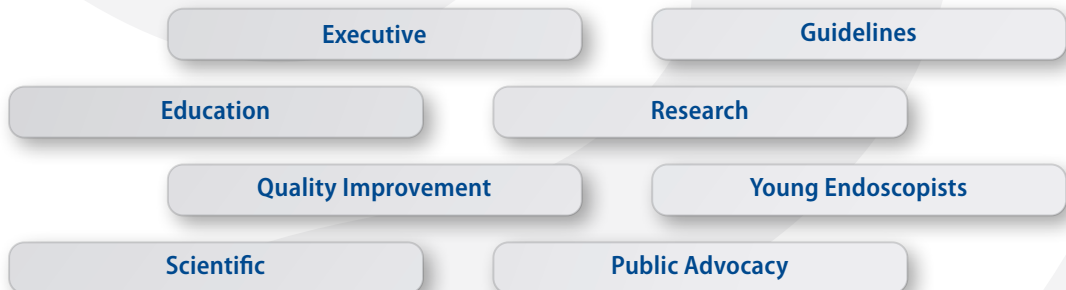 Executive
Guidelines
Education
Research
Quality Improvement
Young Endoscopists
Scientific
Public Advocacy